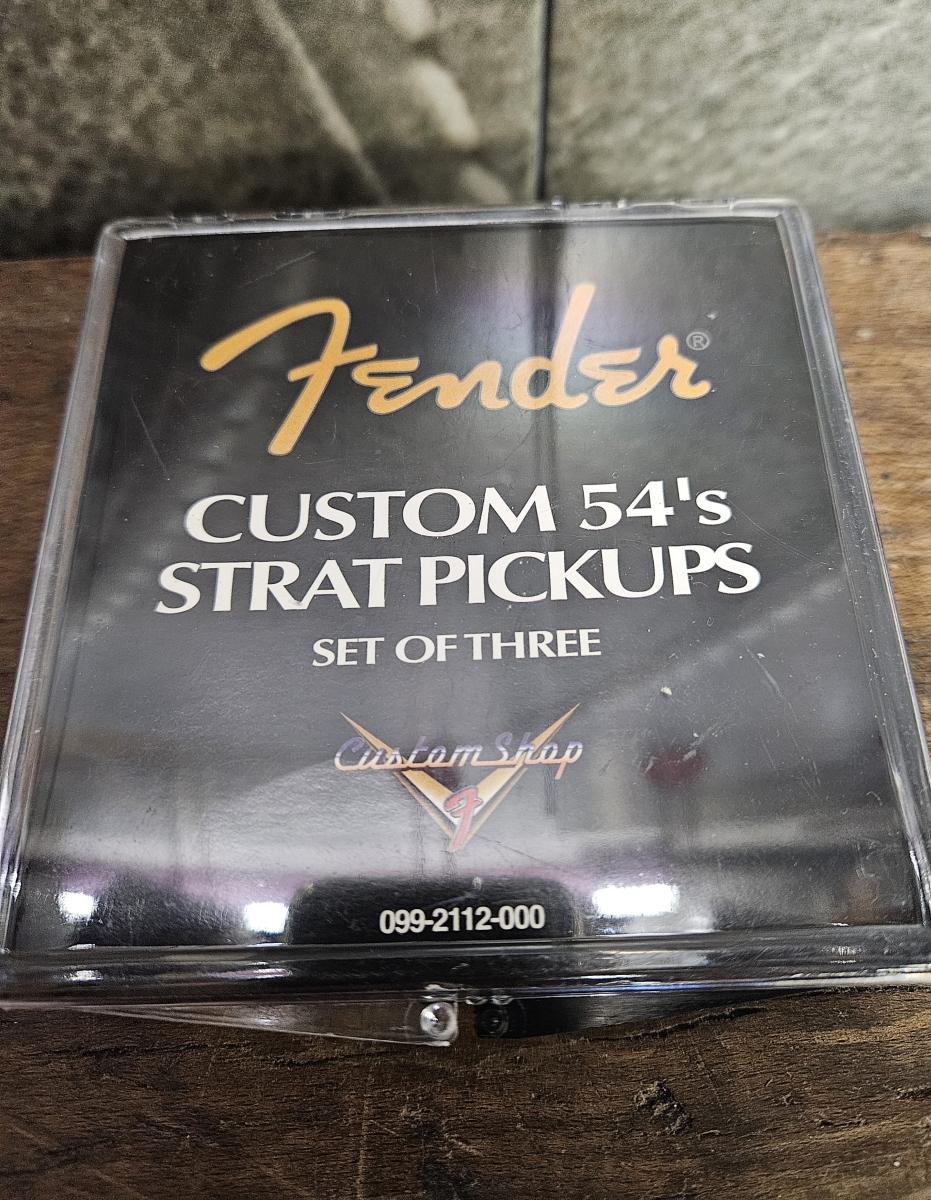 Fender®
CUSTOM 54's
STRAT PICKUPS
SET OF THREE
Custom Shop
F
099-2112-000